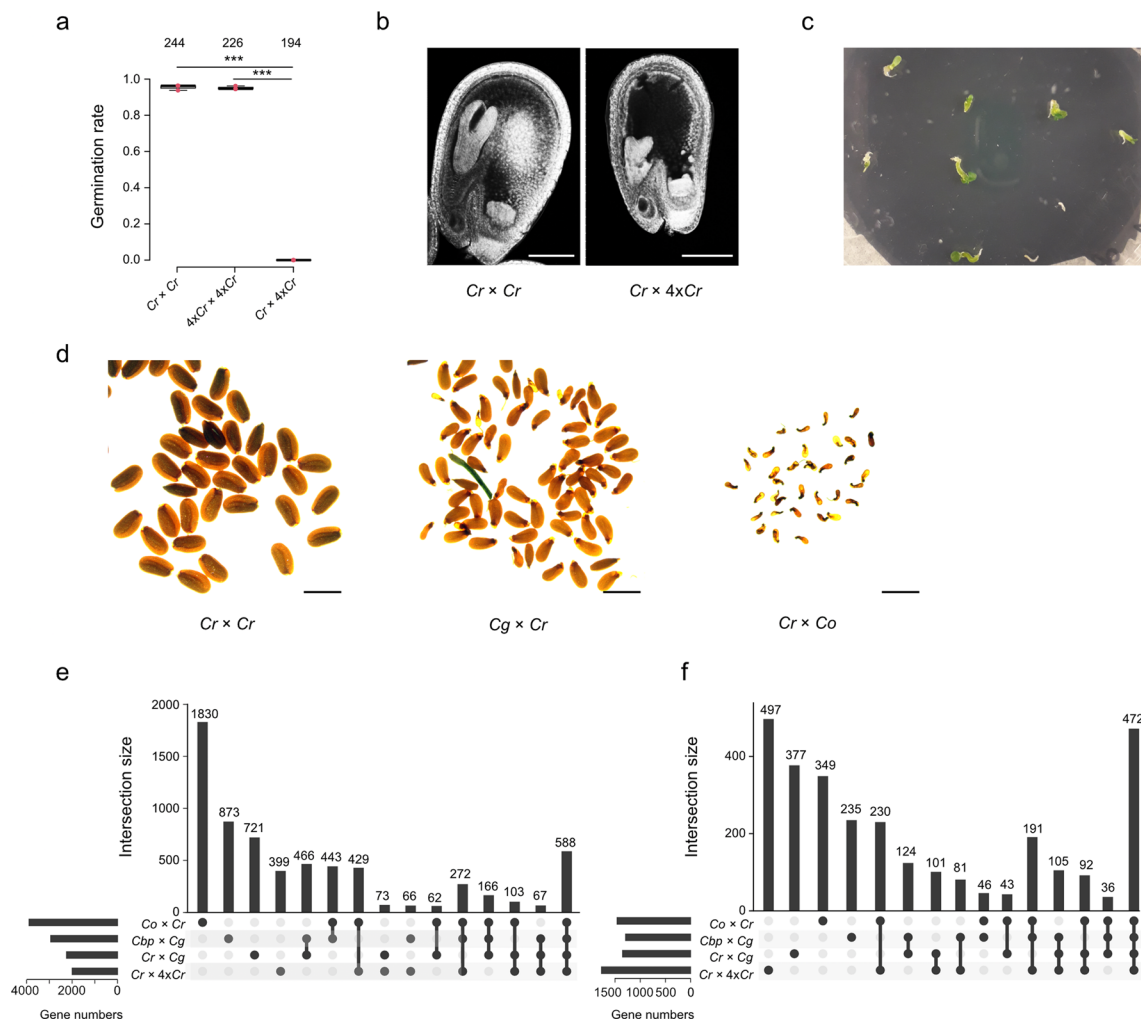 a
b
c
244 226 194
***
***
1.0
0.8
0.6
0.4
0.2
0.0
Germination rate
Cr × Cr
4xCr × 4xCr
Cr × 4xCr
Cr × Cr
Cr × 4xCr
d
Cr × Cr
Cg × Cr
Cr × Co
e
f
2000
1500
1000
500
0
Intersection size
1830 873 721 399 466 443 429 73 66 62 272 166 103 67 588
Co × Cr
Cbp × Cg
Cr × Cg
Cr × 4xCr
4000 2000 0
Gene numbers
400
200
0
Intersection size
497 377 349 235 230 124 101 81 46 43 191 105 92 36 472
Co × Cr
Cbp × Cg
Cr × Cg
Cr × 4xCr
1500 1000 500 0
Gene numbers